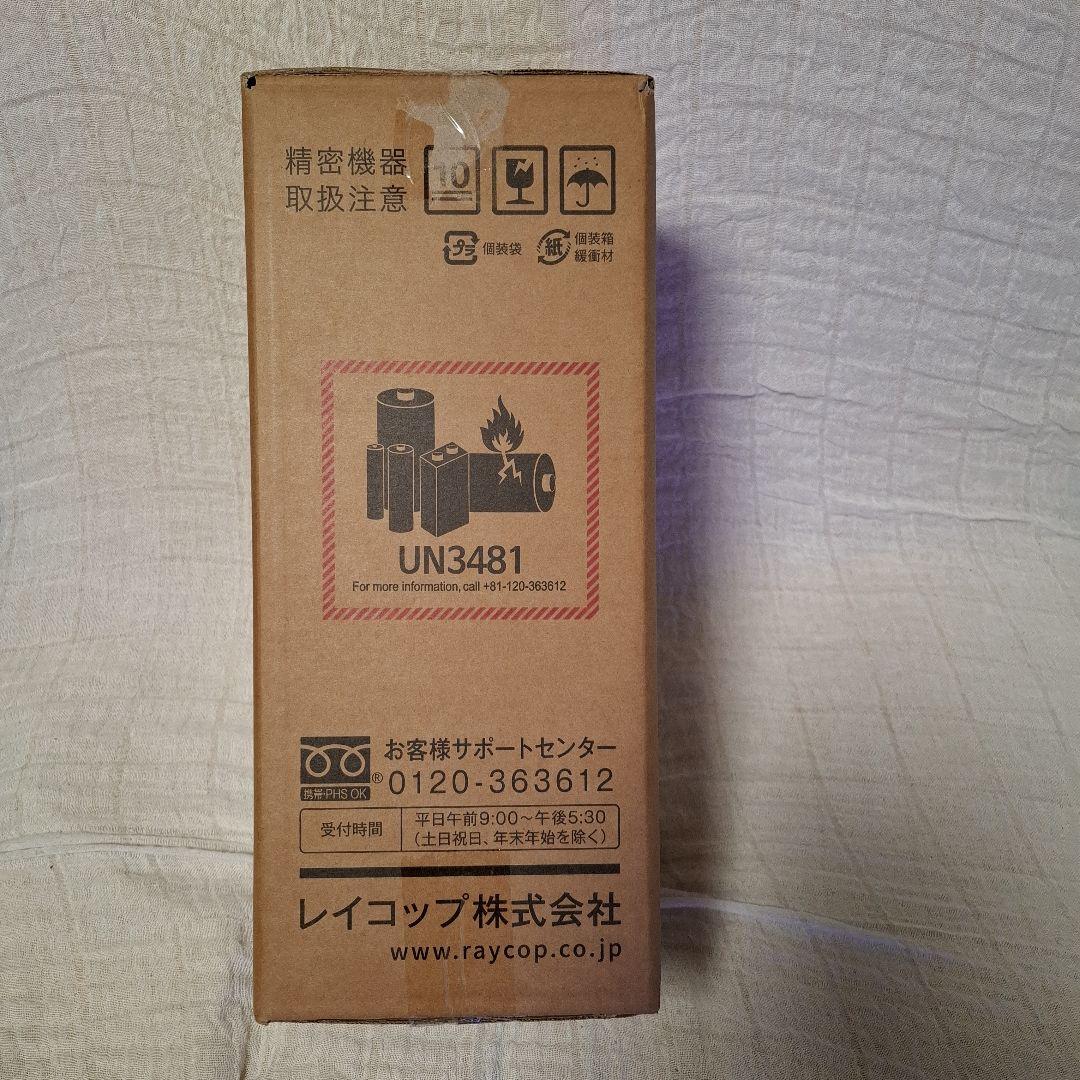 精密機器
取扱注意
10
プラ 個装袋
紙 個装箱
緩衝材
UN3481
For more information, call +81-120-363612
お客様サポートセンター
® 0120-363612
携帯・PHS OK
受付時間
平日午前9:00～午後5:30
（土日祝日、年末年始を除く）
レイコップ株式会社
www.raycop.co.jp